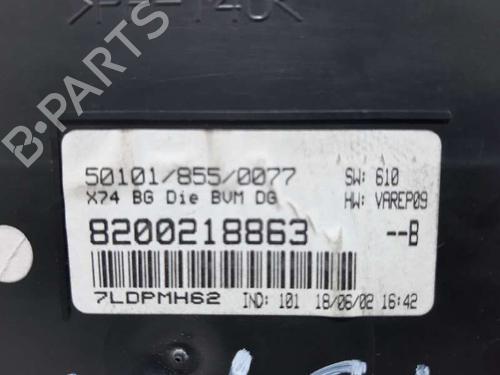 B-PARTS
50101/855/0077 SW: 610
X74 BG Die BVM DG HW: VAREP09
8200218863 --B
7LDPMH62 IND: 101 18/06/02 16:42